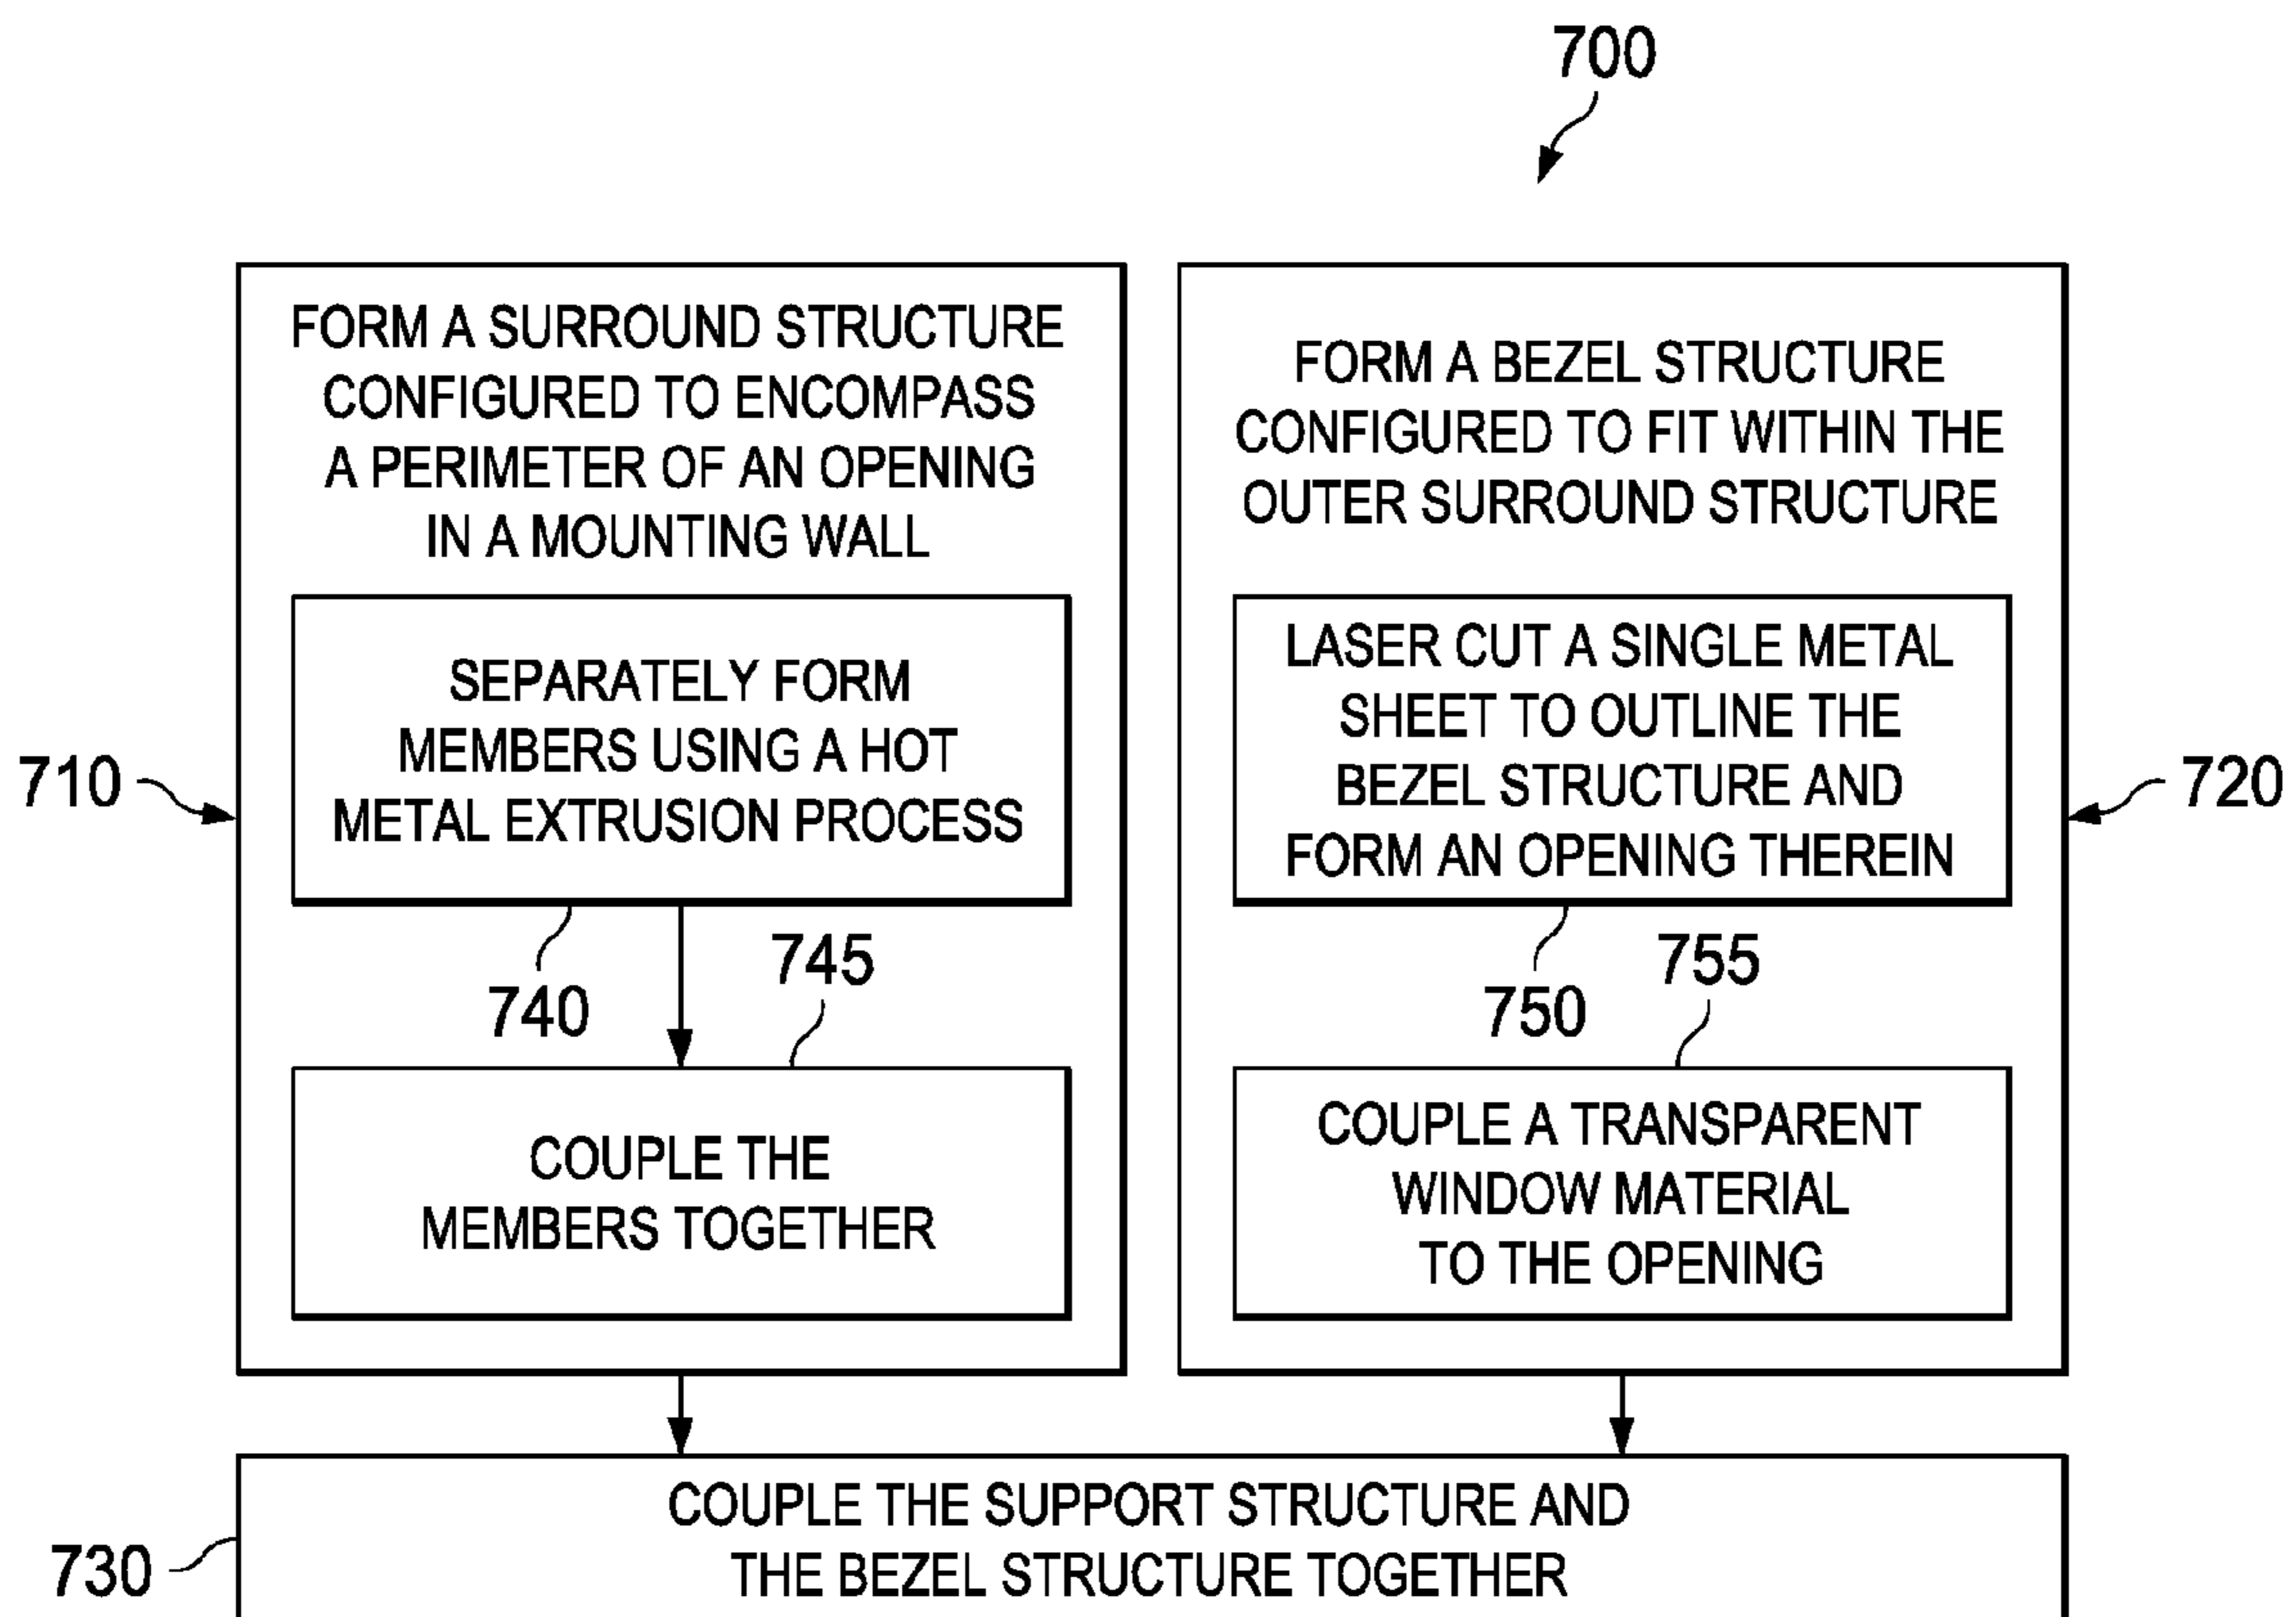 700
FORM A SURROUND STRUCTURE
CONFIGURED TO ENCOMPASS
A PERIMETER OF AN OPENING
IN A MOUNTING WALL
SEPARATELY FORM
MEMBERS USING A HOT
METAL EXTRUSION PROCESS
710
740
745
COUPLE THE
MEMBERS TOGETHER
FORM A BEZEL STRUCTURE
CONFIGURED TO FIT WITHIN THE
OUTER SURROUND STRUCTURE
LASER CUT A SINGLE METAL
SHEET TO OUTLINE THE
BEZEL STRUCTURE AND
FORM AN OPENING THEREIN
720
750
755
COUPLE A TRANSPARENT
WINDOW MATERIAL
TO THE OPENING
COUPLE THE SUPPORT STRUCTURE AND
THE BEZEL STRUCTURE TOGETHER
730